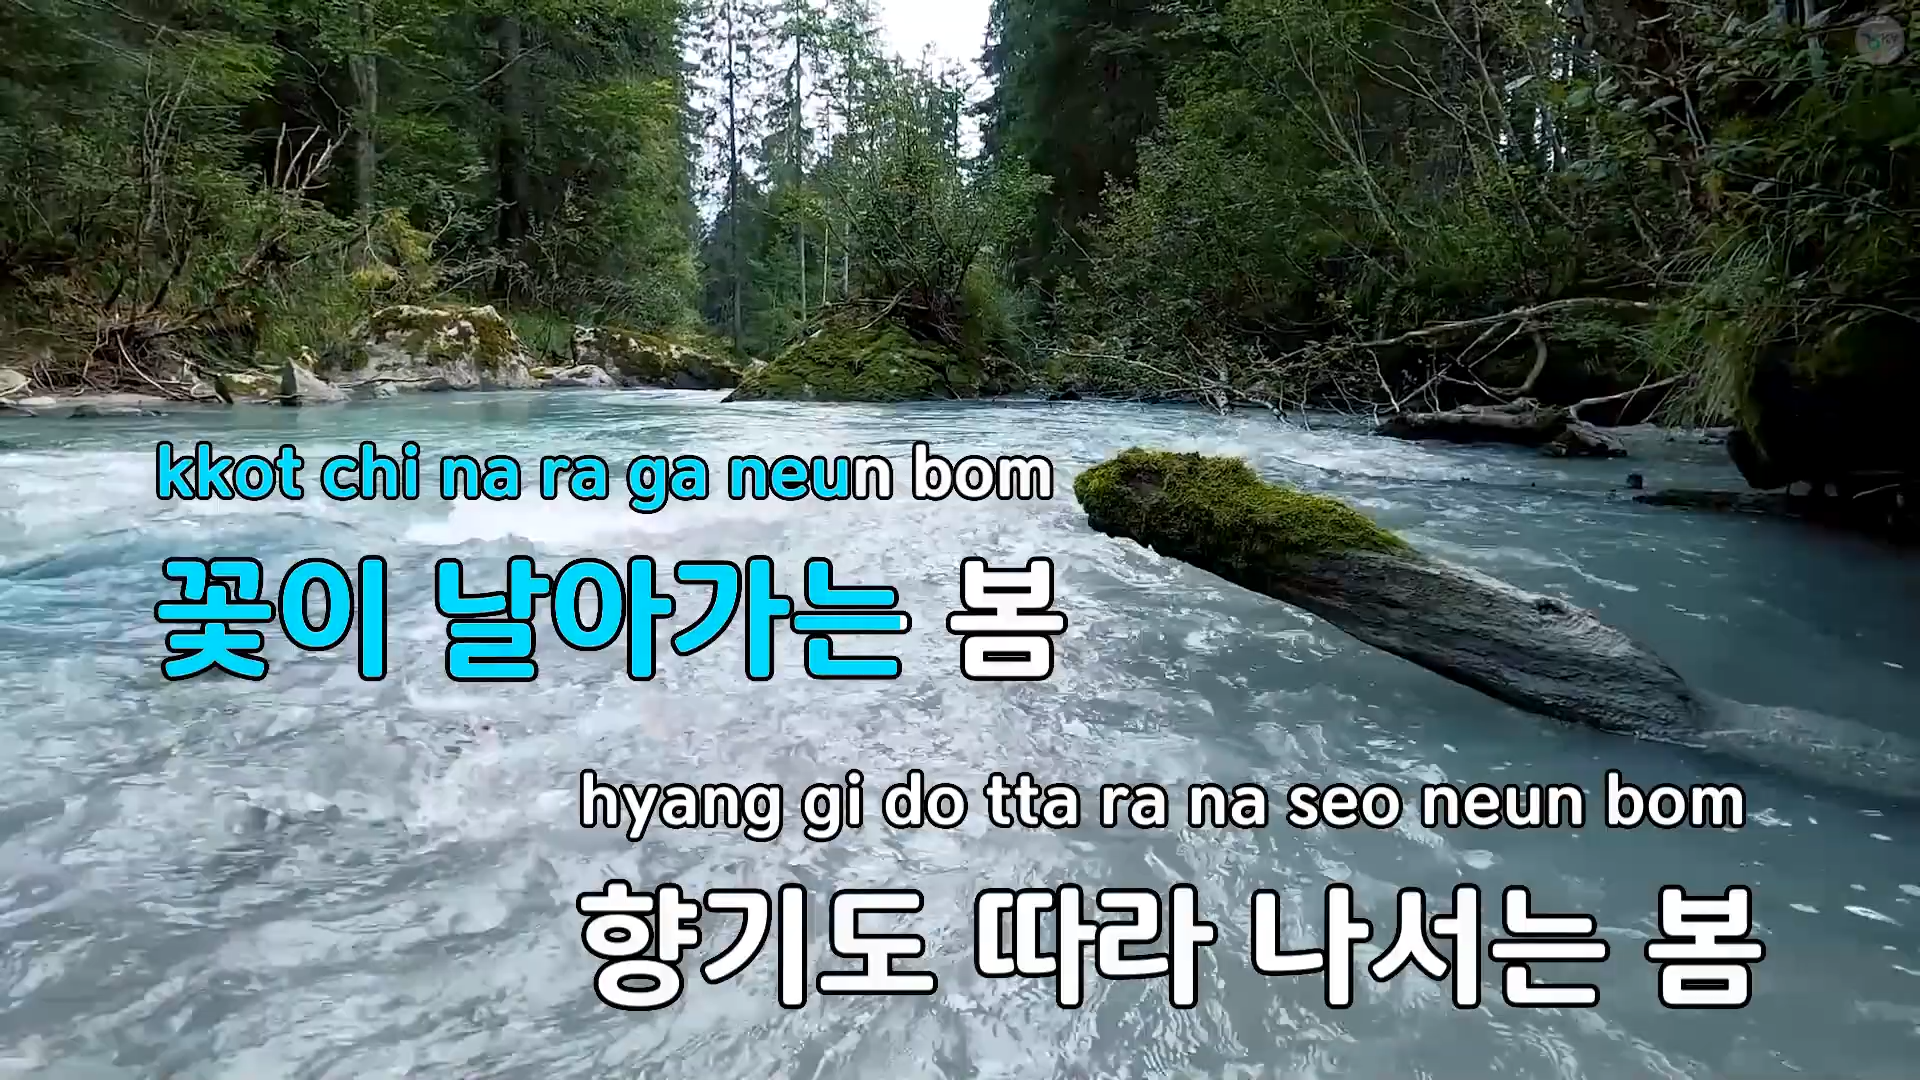 kkot chi na ra ga neun bom
꽃이 날아가는 봄
hyang gi do tta ra na seo neun bom
향기도 따라 나서는 봄